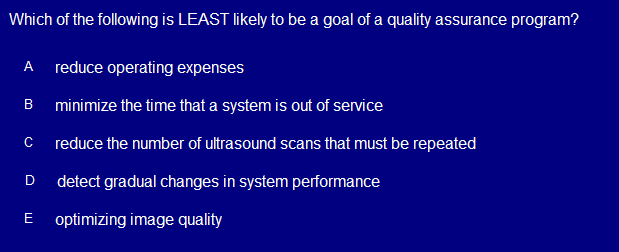 Which of the following is LEAST likely to be a goal of a quality assurance program?
A reduce operating expenses
B minimize the time that a system is out of service
C reduce the number of ultrasound scans that must be repeated
D detect gradual changes in system performance
E optimizing image quality